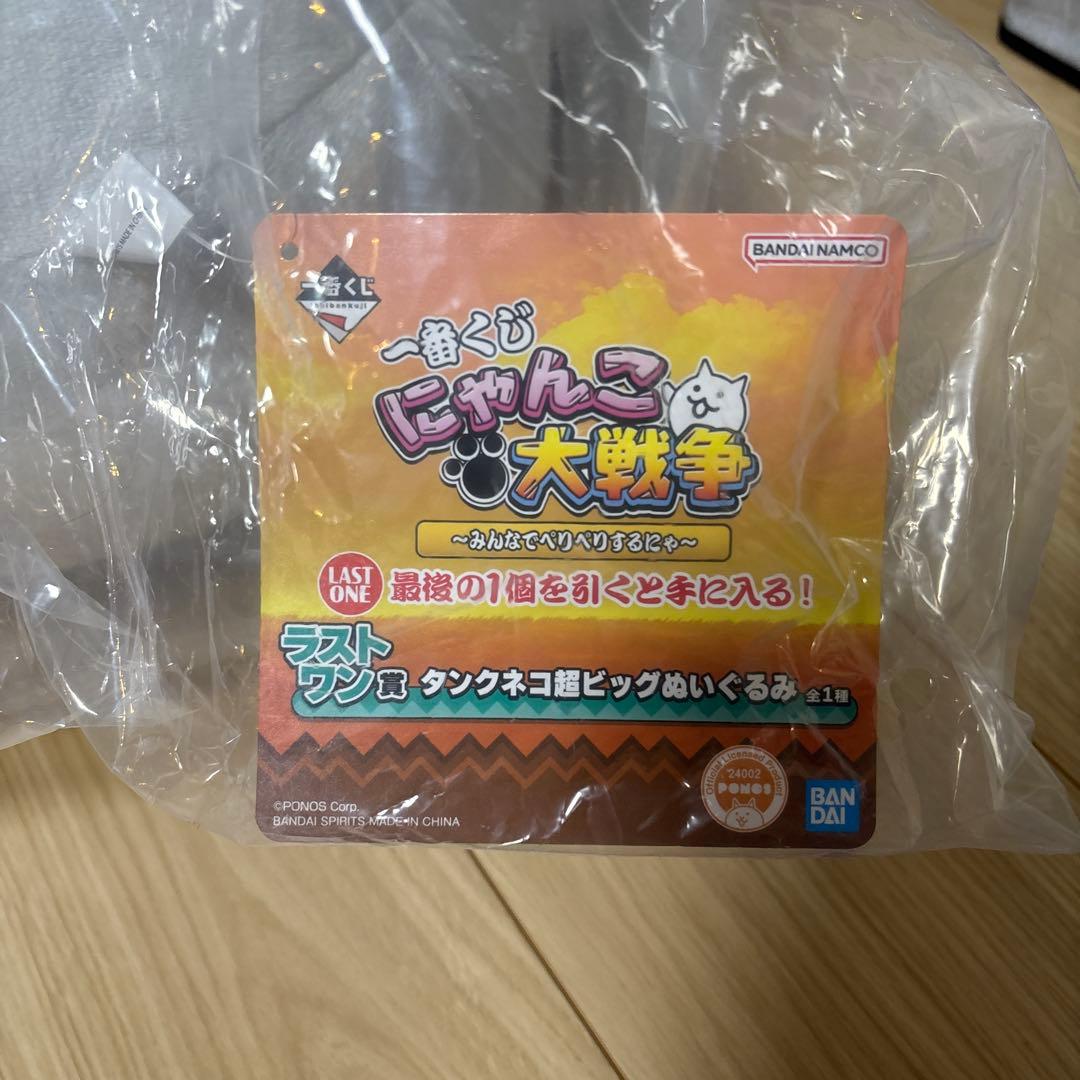 BANDAI NAMCO
一番くじ
ichibankuji
一番くじ
にゃんこ
大戦争
～みんなでぺりぺりするにゃ～
LAST ONE 最後の1個を引くと手に入る!
ラストワン賞 タンクネコ超ビッグぬいぐるみ 全1種
Official Licensed Product
24002
PONOS
BAN
DAI
©PONOS Corp.
BANDAI SPIRITS MADE IN CHINA